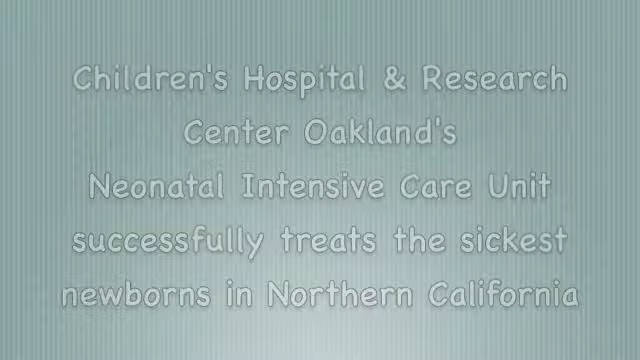 Children's Hospital & Research
Center Oakland's
Neonatal Intensive Care Unit
successfully treats the sickest
newborns in Northern California